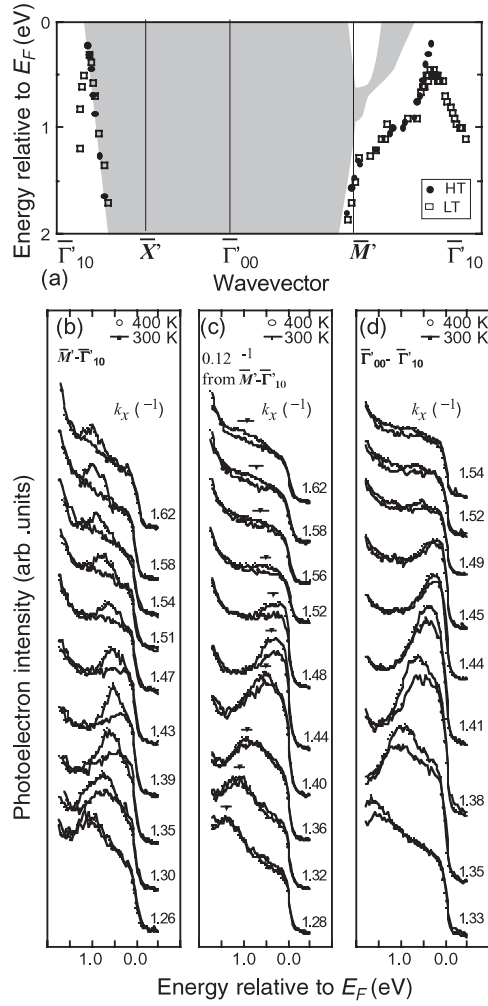 0
1
2
Energy relative to E_F (eV)
HT
LT
Γ̅'₁₀
X̅'
Γ̅'₀₀
M̅'
Γ̅'₁₀
(a)
Wavevector
(b)
400 K
300 K
M̅'-Γ̅'₁₀
k_x (⁻¹)
1.62
1.58
1.54
1.51
1.47
1.43
1.39
1.35
1.30
1.26
(c)
400 K
300 K
0.12 ⁻¹
from M̅'-Γ̅'₁₀
k_x (⁻¹)
1.62
1.58
1.56
1.52
1.48
1.44
1.40
1.36
1.32
1.28
(d)
400 K
300 K
Γ̅'₀₀- Γ̅'₁₀
k_x (⁻¹)
1.54
1.52
1.49
1.45
1.44
1.41
1.38
1.35
1.33
Photoelectron intensity (arb .units)
1.0 0.0
1.0 0.0
1.0 0.0
Energy relative to E_F (eV)